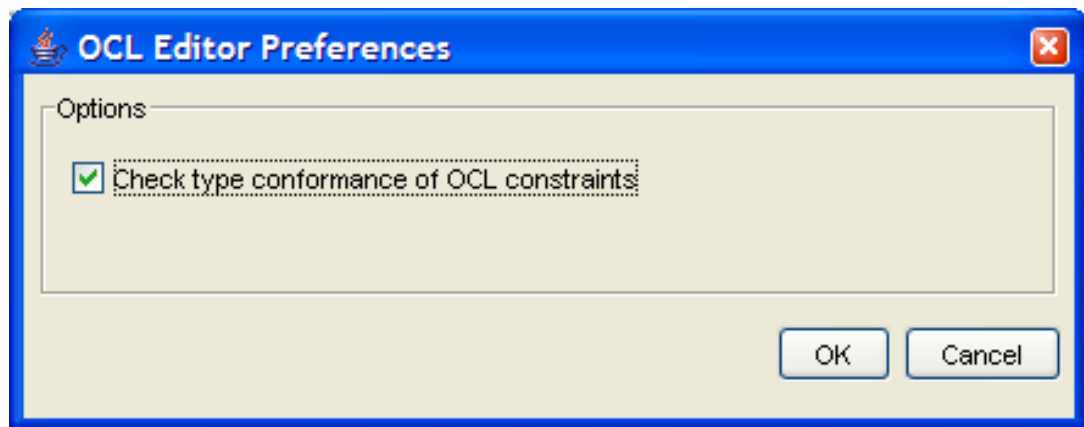 OCL Editor Preferences
Options
Check type conformance of OCL constraints
OK Cancel